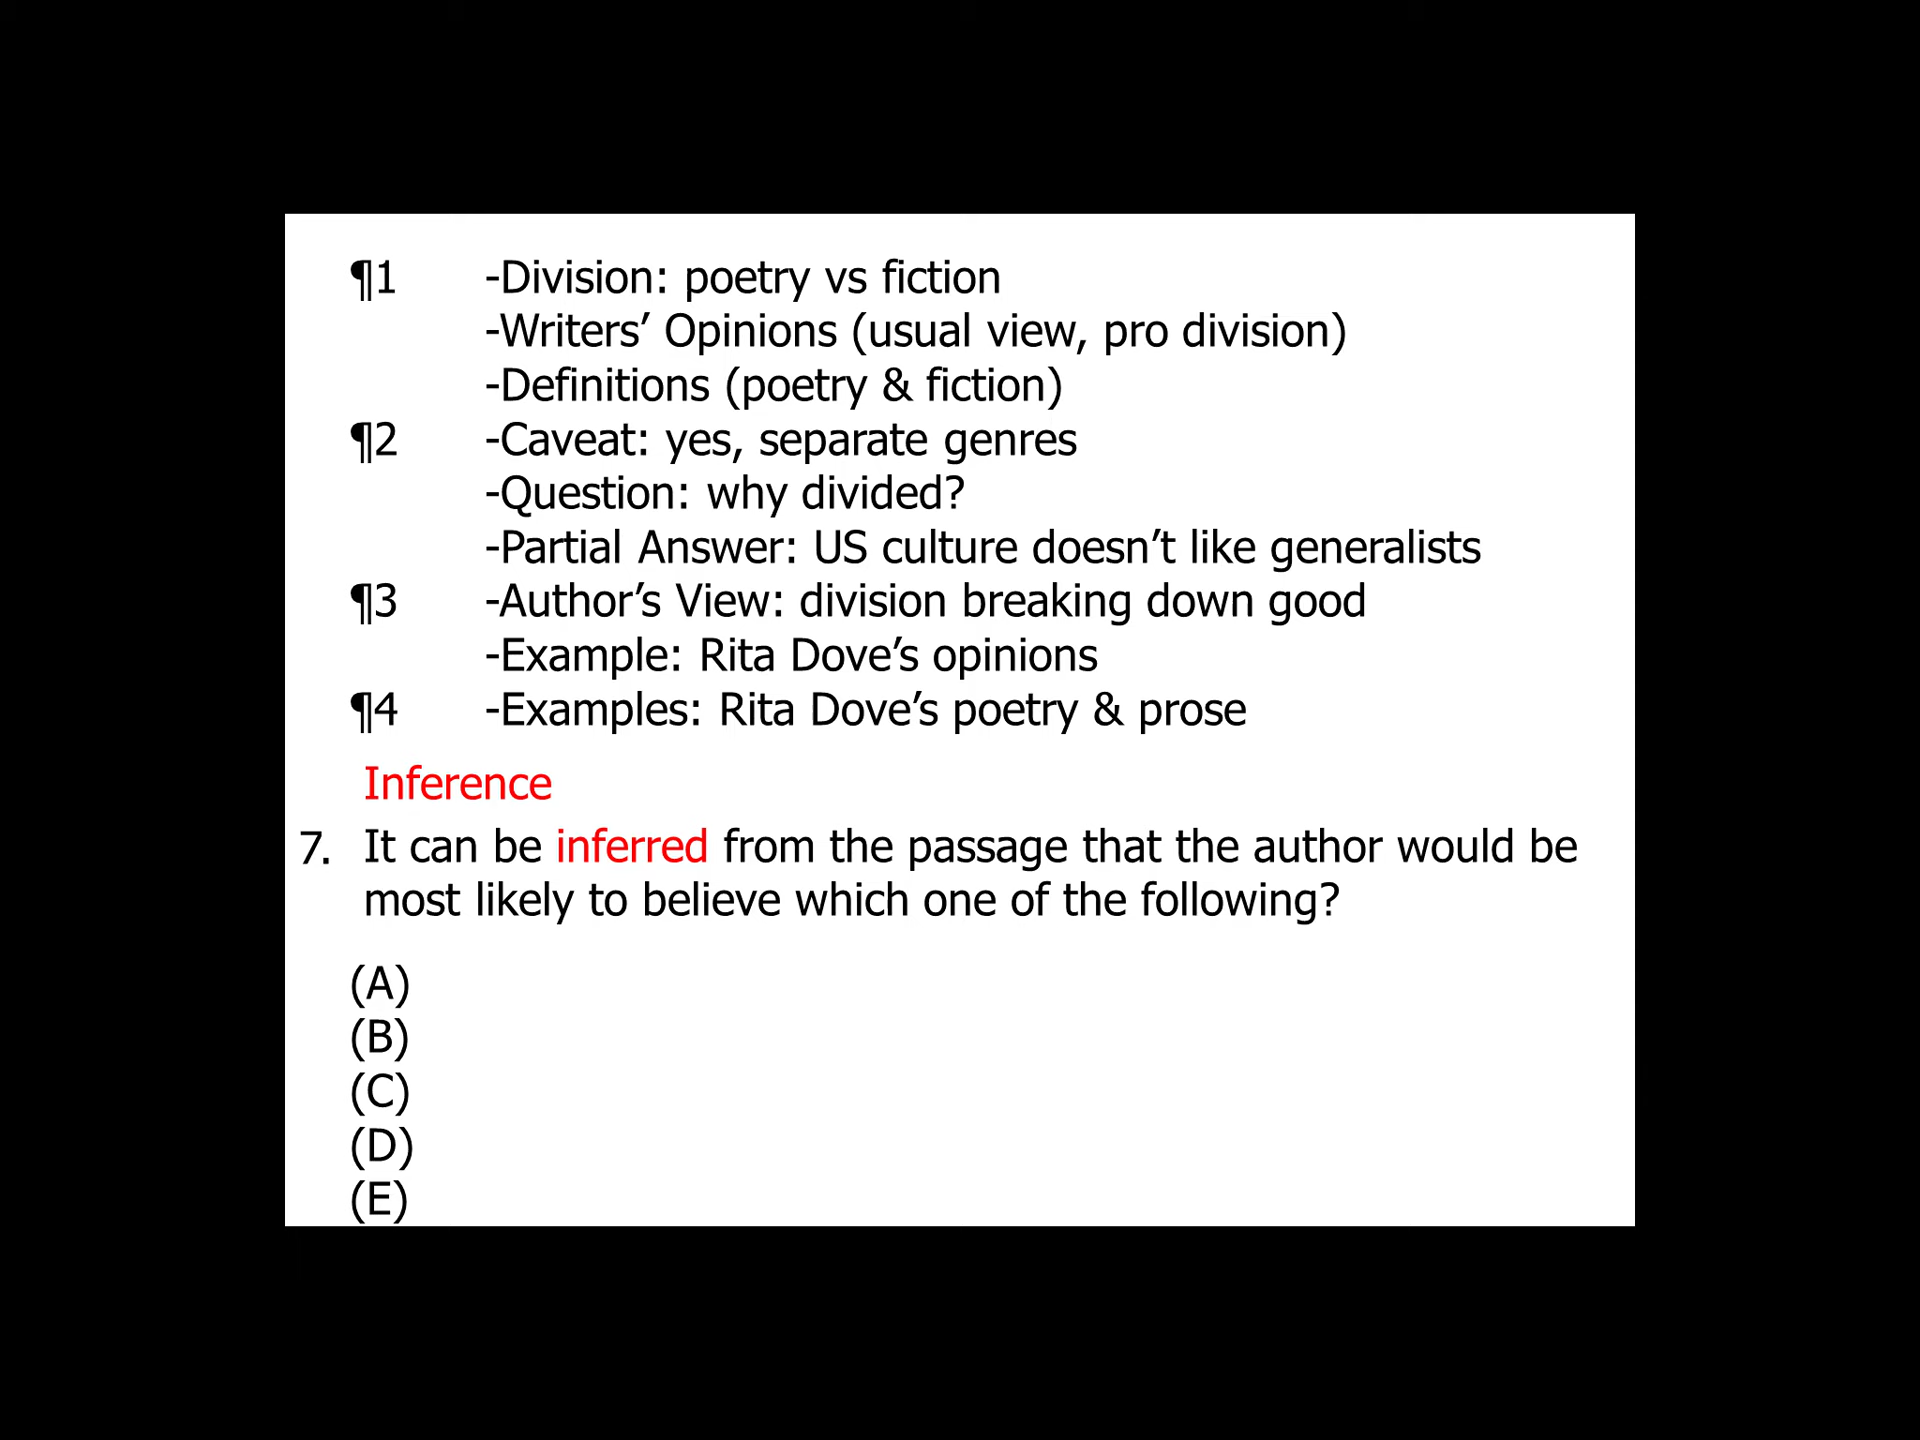 ¶1 -Division: poetry vs fiction
-Writers’ Opinions (usual view, pro division)
-Definitions (poetry & fiction)
¶2 -Caveat: yes, separate genres
-Question: why divided?
-Partial Answer: US culture doesn’t like generalists
¶3 -Author’s View: division breaking down good
-Example: Rita Dove’s opinions
¶4 -Examples: Rita Dove’s poetry & prose
Inference
7. It can be inferred from the passage that the author would be
most likely to believe which one of the following?
(A)
(B)
(C)
(D)
(E)